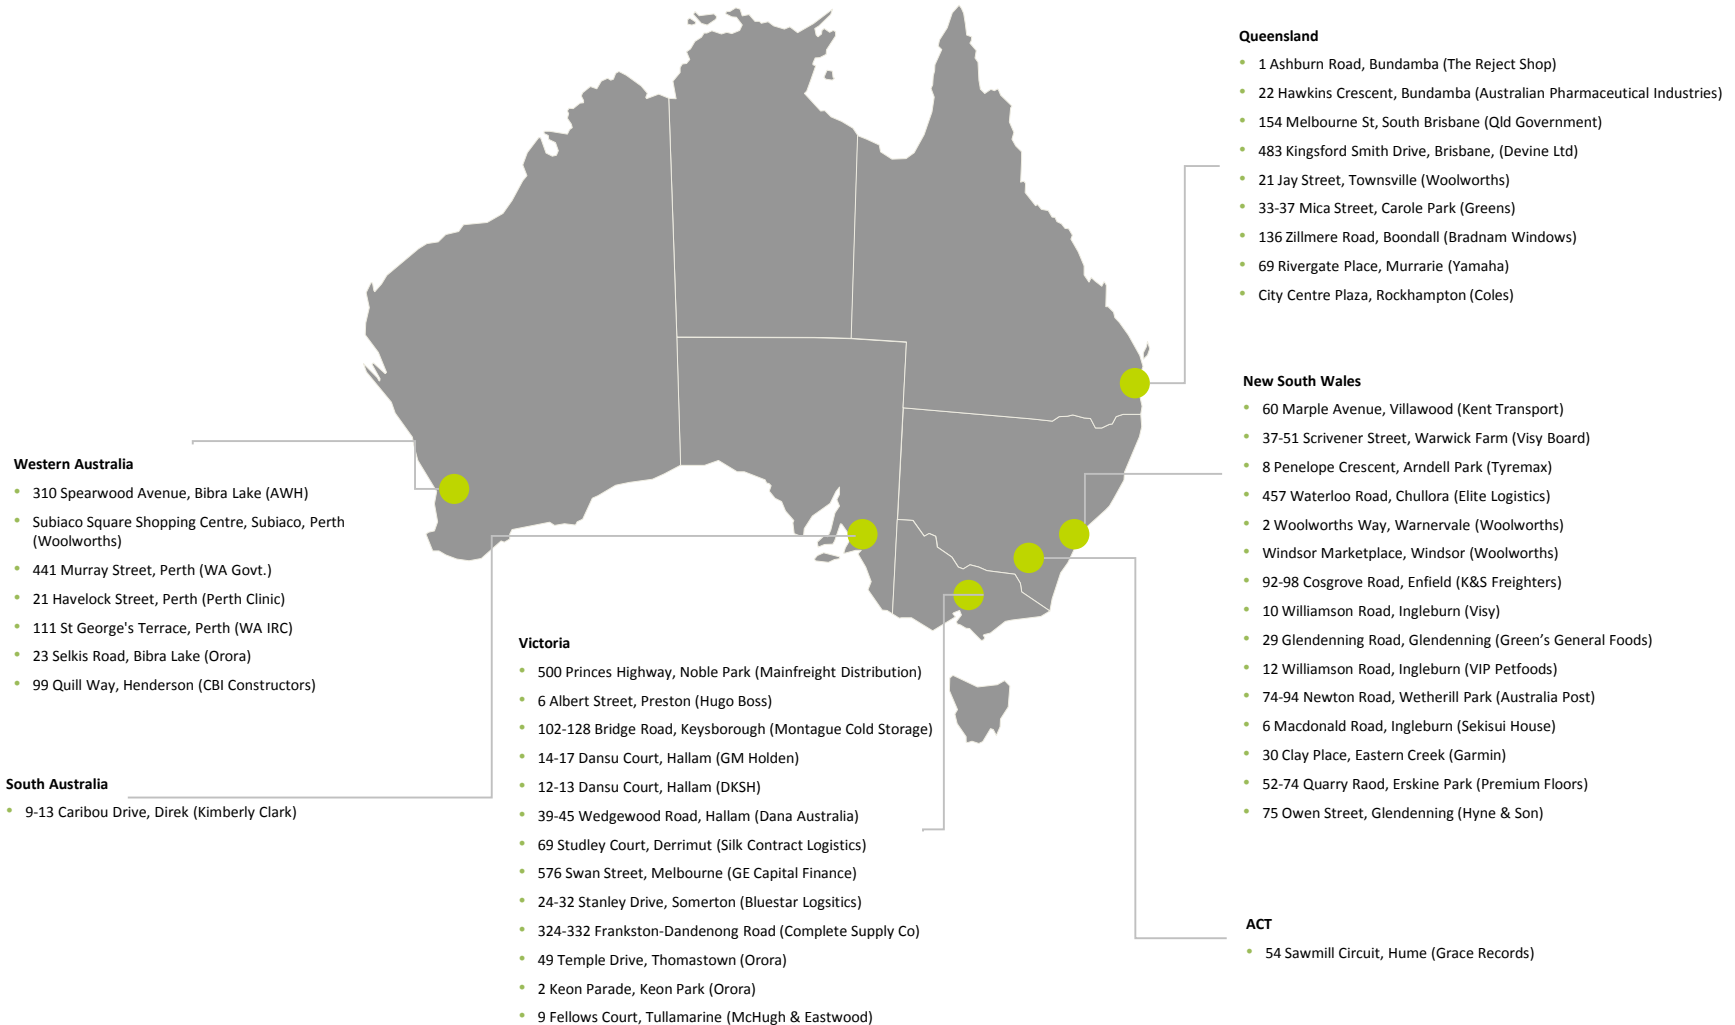 Queensland
• 1 Ashburn Road, Bundamba (The Reject Shop)
• 22 Hawkins Crescent, Bundamba (Australian Pharmaceutical Industries)
• 154 Melbourne St, South Brisbane (Qld Government)
• 483 Kingsford Smith Drive, Brisbane, (Devine Ltd)
• 21 Jay Street, Townsville (Woolworths)
• 33-37 Mica Street, Carole Park (Greens)
• 136 Zillmere Road, Boondall (Bradnam Windows)
• 69 Rivergate Place, Murrarie (Yamaha)
• City Centre Plaza, Rockhampton (Coles)
New South Wales
• 60 Marple Avenue, Villawood (Kent Transport)
• 37-51 Scrivener Street, Warwick Farm (Visy Board)
• 8 Penelope Crescent, Arndell Park (Tyremax)
• 457 Waterloo Road, Chullora (Elite Logistics)
• 2 Woolworths Way, Warnervale (Woolworths)
• Windsor Marketplace, Windsor (Woolworths)
• 92-98 Cosgrove Road, Enfield (K&S Freighters)
• 10 Williamson Road, Ingleburn (Visy)
• 29 Glendenning Road, Glendenning (Green’s General Foods)
• 12 Williamson Road, Ingleburn (VIP Petfoods)
• 74-94 Newton Road, Wetherill Park (Australia Post)
• 6 Macdonald Road, Ingleburn (Sekisui House)
• 30 Clay Place, Eastern Creek (Garmin)
• 52-74 Quarry Raod, Erskine Park (Premium Floors)
• 75 Owen Street, Glendenning (Hyne & Son)
Western Australia
• 310 Spearwood Avenue, Bibra Lake (AWH)
• Subiaco Square Shopping Centre, Subiaco, Perth
(Woolworths)
• 441 Murray Street, Perth (WA Govt.)
• 21 Havelock Street, Perth (Perth Clinic)
• 111 St George's Terrace, Perth (WA IRC)
• 23 Selkis Road, Bibra Lake (Orora)
• 99 Quill Way, Henderson (CBI Constructors)
South Australia
• 9-13 Caribou Drive, Direk (Kimberly Clark)
Victoria
• 500 Princes Highway, Noble Park (Mainfreight Distribution)
• 6 Albert Street, Preston (Hugo Boss)
• 102-128 Bridge Road, Keysborough (Montague Cold Storage)
• 14-17 Dansu Court, Hallam (GM Holden)
• 12-13 Dansu Court, Hallam (DKSH)
• 39-45 Wedgewood Road, Hallam (Dana Australia)
• 69 Studley Court, Derrimut (Silk Contract Logistics)
• 576 Swan Street, Melbourne (GE Capital Finance)
• 24-32 Stanley Drive, Somerton (Bluestar Logsitics)
• 324-332 Frankston-Dandenong Road (Complete Supply Co)
• 49 Temple Drive, Thomastown (Orora)
• 2 Keon Parade, Keon Park (Orora)
• 9 Fellows Court, Tullamarine (McHugh & Eastwood)
ACT
• 54 Sawmill Circuit, Hume (Grace Records)